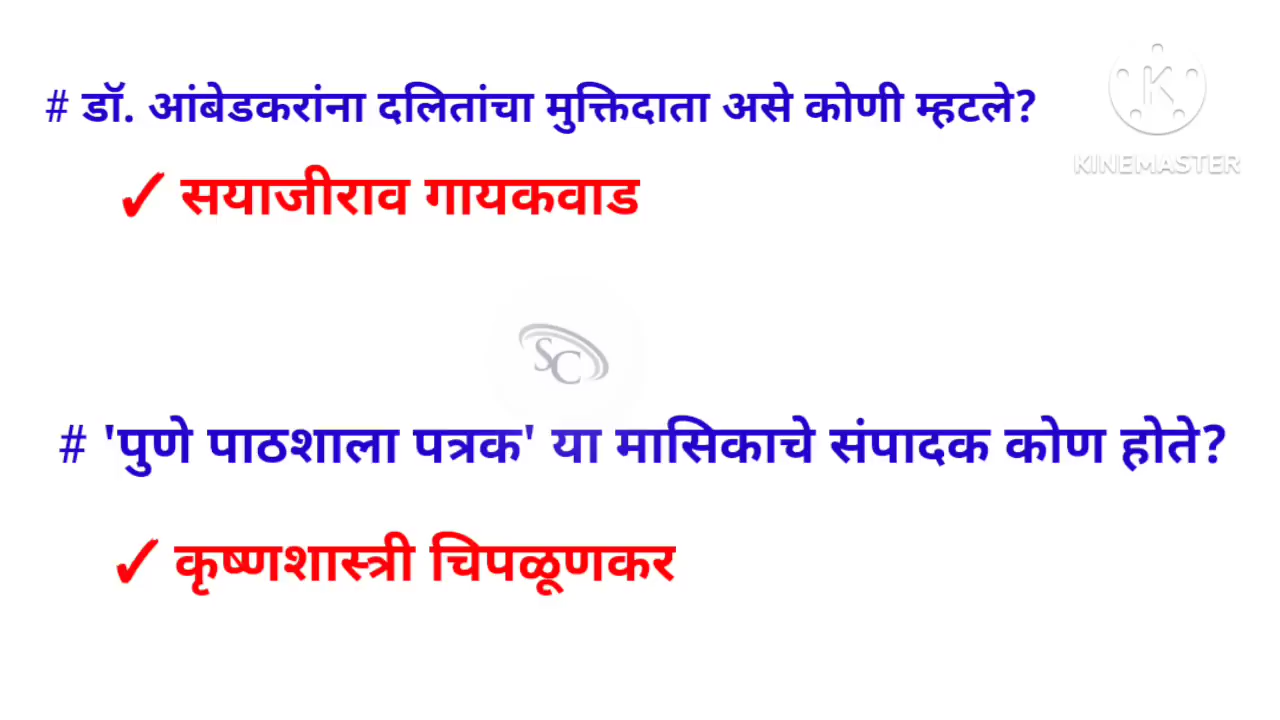 # डॉ. आंबेडकरांना दलितांचा मुक्तिदाता असे कोणी म्हटले?
K
KINEMASTER
✓ सयाजीराव गायकवाड
SC
# 'पुणे पाठशाला पत्रक' या मासिकाचे संपादक कोण होते?
✓ कृष्णशास्त्री चिपळूणकर